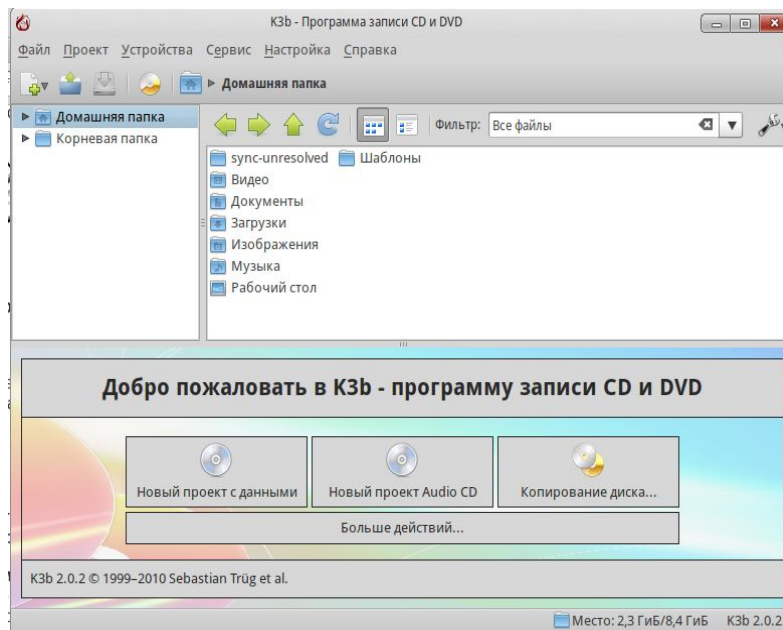 K3b - Программа записи CD и DVD
Файл Проект Устройства Сервис Настройка Справка
Домашняя папка
Домашняя папка
Корневая папка
Фильтр: Все файлы
sync-unresolved Шаблоны
Видео
Документы
Загрузки
Изображения
Музыка
Рабочий стол
Добро пожаловать в K3b - программу записи CD и DVD
Новый проект с данными Новый проект Audio CD Копирование диска...
Больше действий...
K3b 2.0.2 © 1999–2010 Sebastian Trüg et al.
Место: 2,3 ГиБ/8,4 ГиБ K3b 2.0.2